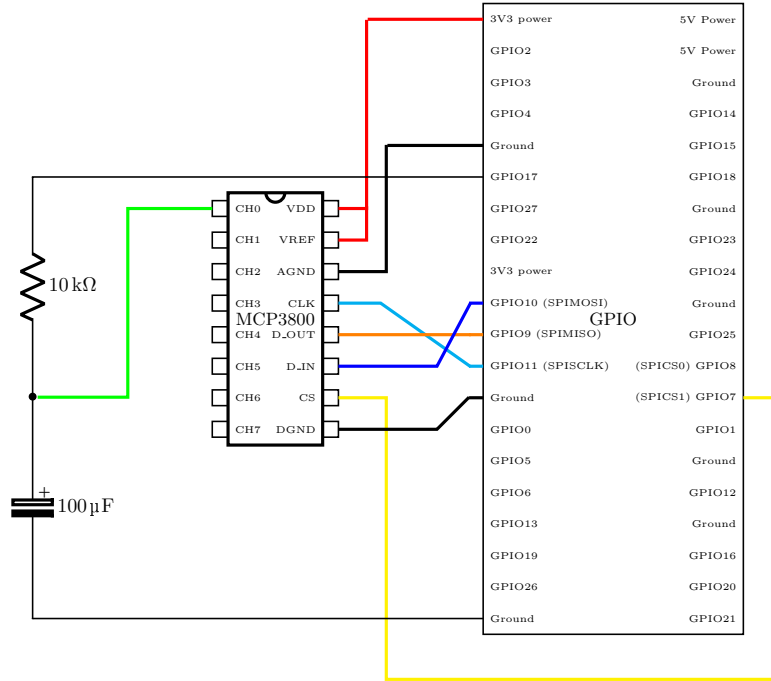 3V3 power 5V Power
GPIO2 5V Power
GPIO3 Ground
GPIO4 GPIO14
Ground GPIO15
GPIO17 GPIO18
CH0 VDD GPIO27 Ground
CH1 VREF GPIO22 GPIO23
CH2 AGND 3V3 power GPIO24
10 kΩ
CH3 CLK GPIO10 (SPIMOSI) Ground
MCP3800 GPIO
CH4 D_OUT GPIO9 (SPIMISO) GPIO25
CH5 D_IN GPIO11 (SPISCLK) (SPICS0) GPIO8
CH6 CS Ground (SPICS1) GPIO7
CH7 DGND GPIO0 GPIO1
GPIO5 Ground
+ GPIO6 GPIO12
100 µF
GPIO13 Ground
GPIO19 GPIO16
GPIO26 GPIO20
Ground GPIO21